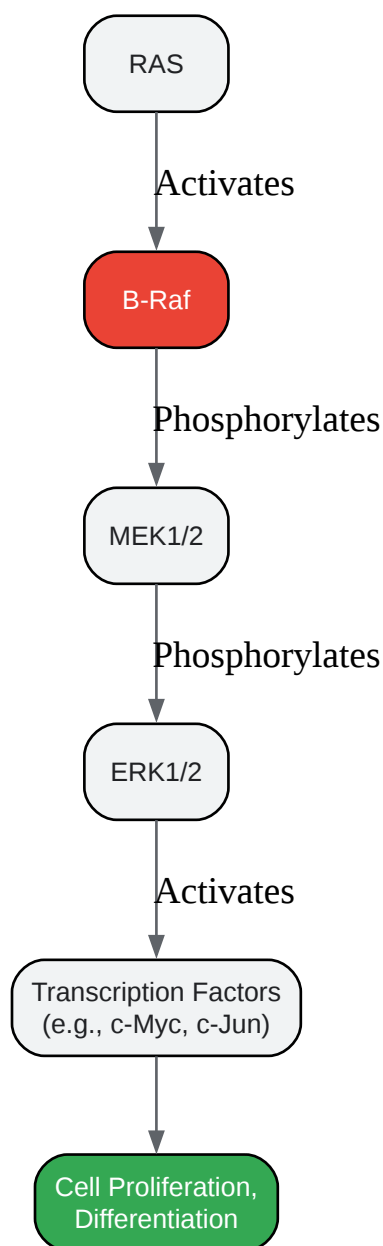 RAS
Activates
B-Raf
Phosphorylates
MEK1/2
Phosphorylates
ERK1/2
Activates
Transcription Factors
(e.g., c-Myc, c-Jun)
Cell Proliferation,
Differentiation